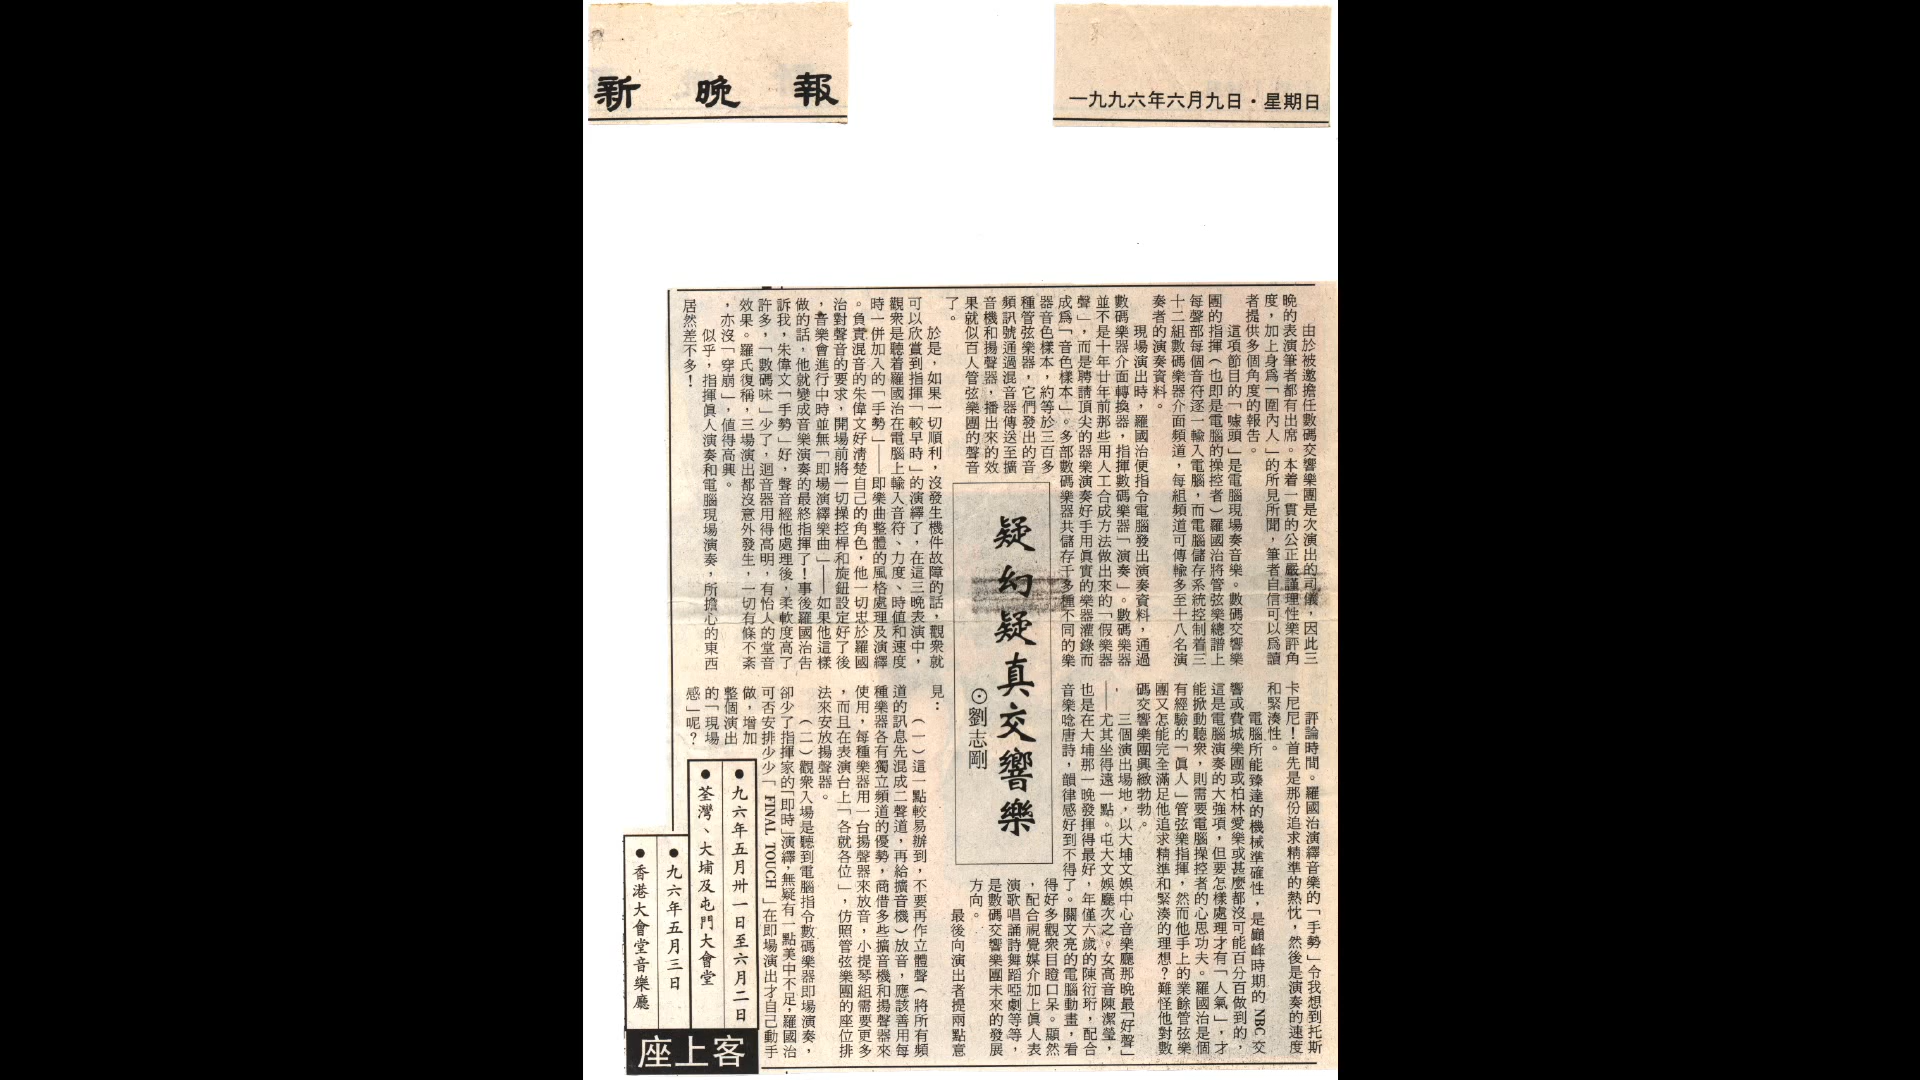 新晚報
一九九六年六月九日·星期日
疑幻疑真交響樂
⊙劉志剛
由於被邀擔任數碼交響樂團是次演出的司儀，因此三
晚的表演筆者都有出席。本着一貫的公正嚴謹理性樂評角
度，加上身爲「圍內人」的所見所聞，筆者自信可以爲讀
者提供多個角度的報告。
這項節目的「噱頭」是電腦現場奏音樂。數碼交響樂
團的指揮（也即是電腦的操控者）羅國治將管弦樂總譜上
每聲部每個音符逐一輸入電腦，而電腦儲存系統控制着三
十二組數碼樂器介面頻道，每組頻道可傳輸多至十八名演
奏者的演奏資料。
現場演出時，羅國治便指令電腦發出演奏資料，通過
數碼樂器介面轉換器，指揮數碼樂器「演奏」。數碼樂器
並不是十年廿年前那些用人工合成方法做出來的「假樂器
聲」，而是聘請頂尖的器樂演奏好手用眞實的樂器灌錄而
成爲「音色樣本」。多部數碼樂器共儲存千多種不同的樂
器音色樣本，約等於三百多
種管弦樂器，它們發出的音
頻訊號通過混音器傳送至擴
音機和揚聲器，播出來的效
果就似百人管弦樂團的聲音
了。
於是，如果一切順利，沒發生機件故障的話，觀衆就
可以欣賞到指揮「較早時」的演繹了，在這三晚表演中，
觀衆是聽着羅國治在電腦上輸入音符、力度、時値和速度
時一併加入的「手勢」——即樂曲整體的風格處理及演繹
。負責混音的朱偉文好淸楚自己的角色，他一切忠於羅國
治對聲音的要求，開場前將一切操控桿和旋鈕設定好了後
，音樂會進行中時並無「即場演繹樂曲」——如果他這樣
做的話，他就變成音樂演奏的最終指揮了！事後羅國治告
訴我，朱偉文「手勢」好，聲音經他處理後，柔軟度高了
許多，「數碼味」少了，迴音器用得高明，有怡人的堂音
效果。羅氏復稱，三場演出都沒意外發生，一切有條不紊
，亦沒「穿崩」，値得高興。
似乎，指揮眞人演奏和電腦現場演奏，所擔心的東西
居然差不多！
評論時間。羅國治演繹音樂的「手勢」令我想到托斯
卡尼尼！首先是那份追求精準的熱忱，然後是演奏的速度
和緊湊性。
電腦所能臻達的機械準確性，是巔峰時期的 NBC 交
響或費城樂團或柏林愛樂或甚麼都沒可能百分百做到的，
這是電腦演奏的大強項，但要怎樣處理才有「人氣」，才
能掀動聽衆，則需要電腦操控者的心思功夫。羅國治是個
有經驗的「眞人」管弦樂指揮，然而他手上的業餘管弦樂
團又怎能完全滿足他追求精準和緊湊的理想？難怪他對數
碼交響樂團興緻勃勃。
三個演出場地，以大埔文娛中心音樂廳那晚最「好聲」
——尤其坐得遠一點。屯大文娛廳次之。女高音陳潔瑩，
也是在大埔那一晚發揮得最好，年僅六歲的陳衍珩，配合
音樂唸唐詩，韻律感好到不得了。關文亮的電腦動畫，看
得好多觀衆目瞪口呆。顯然
，配合視覺媒介加上眞人表
演歌唱誦詩舞蹈啞劇等等，
是數碼交響樂團未來的發展
方向。
最後向演出者提兩點意
見：
（一）這一點較易辦到，不要再作立體聲（將所有頻
道的訊息先混成二聲道，再給擴音機）放音，應該善用每
種樂器各有獨立頻道的優勢，商借多些擴音機和揚聲器來
使用，每種樂器用一台揚聲器來放音，小提琴組需要更多
，而且在表演台上「各就各位」，仿照管弦樂團的座位排
法來安放揚聲器。
（二）觀衆入場是聽到電腦指令數碼樂器即場演奏，
卻少了指揮家的「即時」演繹，無疑有一點美中不足，羅國治
可否安排少少「FINAL TOUCH」在即場演出才自己動手
做，增加
整個演出
的「現場
感」呢？
●九六年五月卅一日至六月二日
●荃灣、大埔及屯門大會堂
●九六年五月三日
●香港大會堂音樂廳
座上客